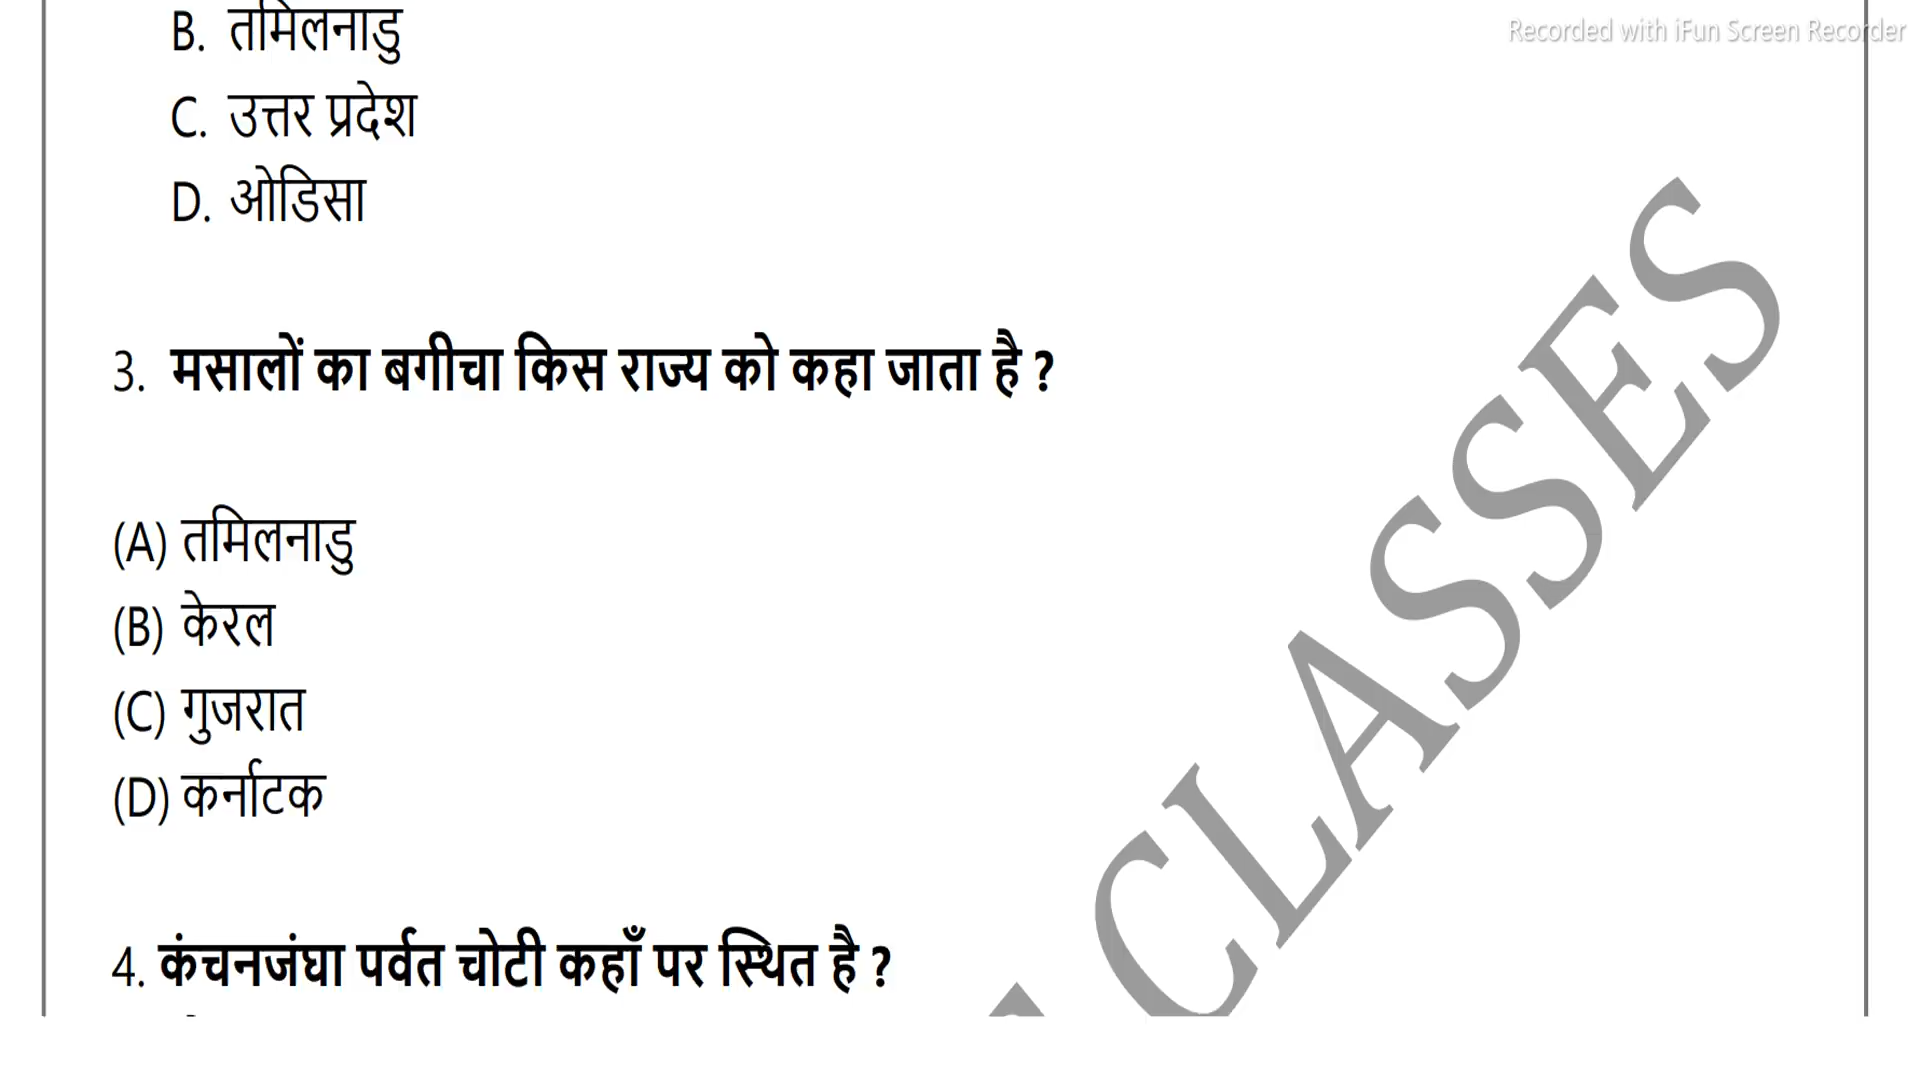 Recorded with iFun Screen Recorder
B. तमिलनाडु
C. उत्तर प्रदेश
D. ओडिसा
3. मसालों का बगीचा किस राज्य को कहा जाता है ?
(A) तमिलनाडु
(B) केरल
(C) गुजरात
(D) कर्नाटक
4. कंचनजंघा पर्वत चोटी कहाँ पर स्थित है ?
CLASSES